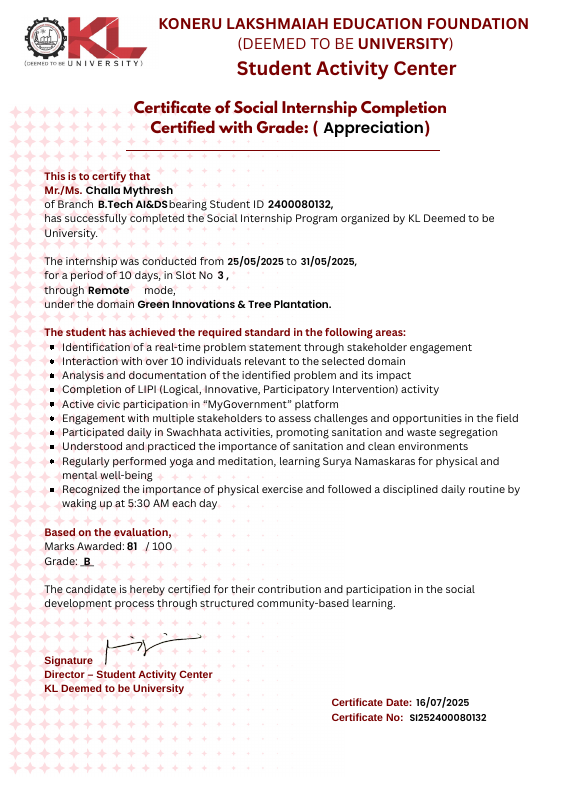 KONERU LAKSHMAIAH EDUCATION FOUNDATION
(DEEMED TO BE UNIVERSITY)
Student Activity Center
KL
(DEEMED TO BE UNIVERSITY)
Certificate of Social Internship Completion
Certified with Grade: ( Appreciation)
This is to certify that
Mr./Ms. Challa Mythresh
of Branch B.Tech AI&DS bearing Student ID 2400080132,
has successfully completed the Social Internship Program organized by KL Deemed to be
University.
The internship was conducted from 25/05/2025 to 31/05/2025,
for a period of 10 days, in Slot No 3 ,
through Remote mode,
under the domain Green Innovations & Tree Plantation.
The student has achieved the required standard in the following areas:
▪ Identification of a real-time problem statement through stakeholder engagement
▪ Interaction with over 10 individuals relevant to the selected domain
▪ Analysis and documentation of the identified problem and its impact
▪ Completion of LIPI (Logical, Innovative, Participatory Intervention) activity
▪ Active civic participation in “MyGovernment” platform
▪ Engagement with multiple stakeholders to assess challenges and opportunities in the field
▪ Participated daily in Swachhata activities, promoting sanitation and waste segregation
▪ Understood and practiced the importance of sanitation and clean environments
▪ Regularly performed yoga and meditation, learning Surya Namaskaras for physical and
mental well-being
▪ Recognized the importance of physical exercise and followed a disciplined daily routine by
waking up at 5:30 AM each day
Based on the evaluation,
Marks Awarded: 81 / 100
Grade: B
The candidate is hereby certified for their contribution and participation in the social
development process through structured community-based learning.
Signature
Director – Student Activity Center
KL Deemed to be University
Certificate Date: 16/07/2025
Certificate No: SI252400080132